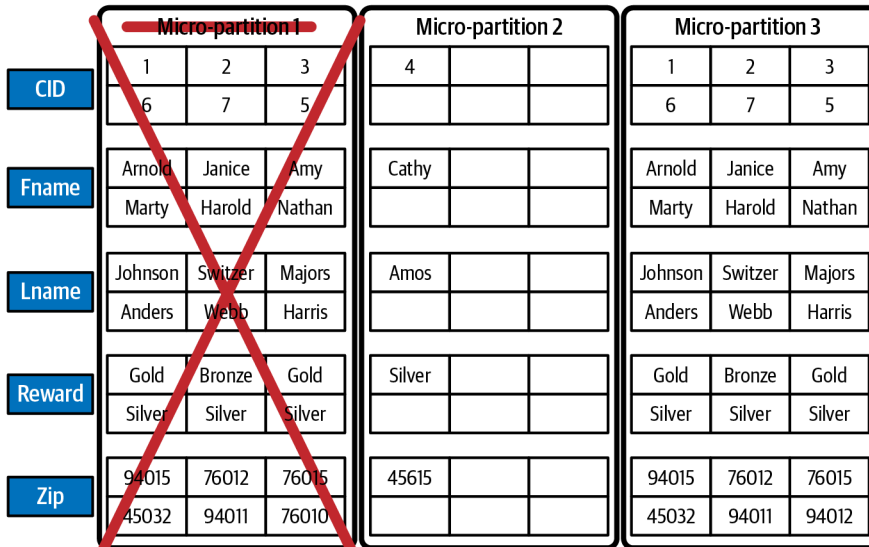 Micro-partition 1 Micro-partition 2 Micro-partition 3
CID
1 2 3 4 1 2 3
6 7 5 6 7 5
Fname
Arnold Janice Amy Cathy Arnold Janice Amy
Marty Harold Nathan Marty Harold Nathan
Lname
Johnson Switzer Majors Amos Johnson Switzer Majors
Anders Webb Harris Anders Webb Harris
Reward
Gold Bronze Gold Silver Gold Bronze Gold
Silver Silver Silver Silver Silver Silver
Zip
94015 76012 76015 45615 94015 76012 76015
45032 94011 76010 45032 94011 94012